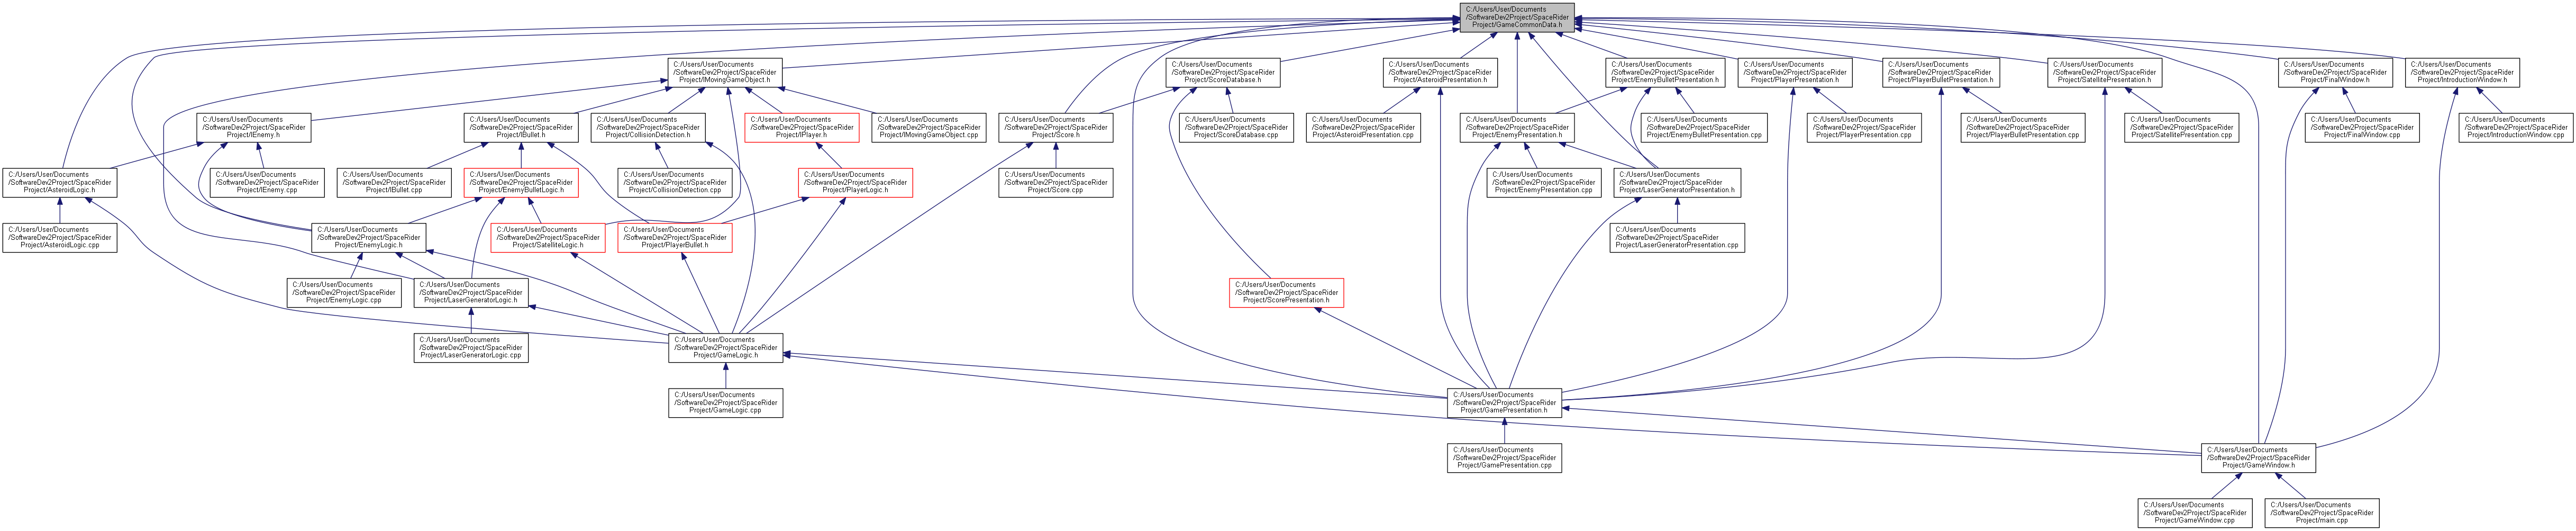 C:/Users/User/Documents
/SoftwareDev2Project/SpaceRider
Project/GameCommonData.h
C:/Users/User/Documents
/SoftwareDev2Project/SpaceRider
Project/IMovingGameObject.h
C:/Users/User/Documents
/SoftwareDev2Project/SpaceRider
Project/ScoreDatabase.h
C:/Users/User/Documents
/SoftwareDev2Project/SpaceRider
Project/AsteroidPresentation.h
C:/Users/User/Documents
/SoftwareDev2Project/SpaceRider
Project/EnemyBulletPresentation.h
C:/Users/User/Documents
/SoftwareDev2Project/SpaceRider
Project/PlayerPresentation.h
C:/Users/User/Documents
/SoftwareDev2Project/SpaceRider
Project/PlayerBulletPresentation.h
C:/Users/User/Documents
/SoftwareDev2Project/SpaceRider
Project/SatellitePresentation.h
C:/Users/User/Documents
/SoftwareDev2Project/SpaceRider
Project/FinalWindow.h
C:/Users/User/Documents
/SoftwareDev2Project/SpaceRider
Project/IntroductionWindow.h
C:/Users/User/Documents
/SoftwareDev2Project/SpaceRider
Project/IEnemy.h
C:/Users/User/Documents
/SoftwareDev2Project/SpaceRider
Project/IBullet.h
C:/Users/User/Documents
/SoftwareDev2Project/SpaceRider
Project/CollisionDetection.h
C:/Users/User/Documents
/SoftwareDev2Project/SpaceRider
Project/IPlayer.h
C:/Users/User/Documents
/SoftwareDev2Project/SpaceRider
Project/IMovingGameObject.cpp
C:/Users/User/Documents
/SoftwareDev2Project/SpaceRider
Project/Score.h
C:/Users/User/Documents
/SoftwareDev2Project/SpaceRider
Project/ScoreDatabase.cpp
C:/Users/User/Documents
/SoftwareDev2Project/SpaceRider
Project/AsteroidPresentation.cpp
C:/Users/User/Documents
/SoftwareDev2Project/SpaceRider
Project/EnemyPresentation.h
C:/Users/User/Documents
/SoftwareDev2Project/SpaceRider
Project/EnemyBulletPresentation.cpp
C:/Users/User/Documents
/SoftwareDev2Project/SpaceRider
Project/PlayerPresentation.cpp
C:/Users/User/Documents
/SoftwareDev2Project/SpaceRider
Project/PlayerBulletPresentation.cpp
C:/Users/User/Documents
/SoftwareDev2Project/SpaceRider
Project/SatellitePresentation.cpp
C:/Users/User/Documents
/SoftwareDev2Project/SpaceRider
Project/FinalWindow.cpp
C:/Users/User/Documents
/SoftwareDev2Project/SpaceRider
Project/IntroductionWindow.cpp
C:/Users/User/Documents
/SoftwareDev2Project/SpaceRider
Project/AsteroidLogic.h
C:/Users/User/Documents
/SoftwareDev2Project/SpaceRider
Project/IEnemy.cpp
C:/Users/User/Documents
/SoftwareDev2Project/SpaceRider
Project/IBullet.cpp
C:/Users/User/Documents
/SoftwareDev2Project/SpaceRider
Project/EnemyBulletLogic.h
C:/Users/User/Documents
/SoftwareDev2Project/SpaceRider
Project/CollisionDetection.cpp
C:/Users/User/Documents
/SoftwareDev2Project/SpaceRider
Project/PlayerLogic.h
C:/Users/User/Documents
/SoftwareDev2Project/SpaceRider
Project/Score.cpp
C:/Users/User/Documents
/SoftwareDev2Project/SpaceRider
Project/EnemyPresentation.cpp
C:/Users/User/Documents
/SoftwareDev2Project/SpaceRider
Project/LaserGeneratorPresentation.h
C:/Users/User/Documents
/SoftwareDev2Project/SpaceRider
Project/AsteroidLogic.cpp
C:/Users/User/Documents
/SoftwareDev2Project/SpaceRider
Project/EnemyLogic.h
C:/Users/User/Documents
/SoftwareDev2Project/SpaceRider
Project/SatelliteLogic.h
C:/Users/User/Documents
/SoftwareDev2Project/SpaceRider
Project/PlayerBullet.h
C:/Users/User/Documents
/SoftwareDev2Project/SpaceRider
Project/LaserGeneratorPresentation.cpp
C:/Users/User/Documents
/SoftwareDev2Project/SpaceRider
Project/EnemyLogic.cpp
C:/Users/User/Documents
/SoftwareDev2Project/SpaceRider
Project/LaserGeneratorLogic.h
C:/Users/User/Documents
/SoftwareDev2Project/SpaceRider
Project/ScorePresentation.h
C:/Users/User/Documents
/SoftwareDev2Project/SpaceRider
Project/LaserGeneratorLogic.cpp
C:/Users/User/Documents
/SoftwareDev2Project/SpaceRider
Project/GameLogic.h
C:/Users/User/Documents
/SoftwareDev2Project/SpaceRider
Project/GameLogic.cpp
C:/Users/User/Documents
/SoftwareDev2Project/SpaceRider
Project/GamePresentation.h
C:/Users/User/Documents
/SoftwareDev2Project/SpaceRider
Project/GamePresentation.cpp
C:/Users/User/Documents
/SoftwareDev2Project/SpaceRider
Project/GameWindow.h
C:/Users/User/Documents
/SoftwareDev2Project/SpaceRider
Project/GameWindow.cpp
C:/Users/User/Documents
/SoftwareDev2Project/SpaceRider
Project/main.cpp